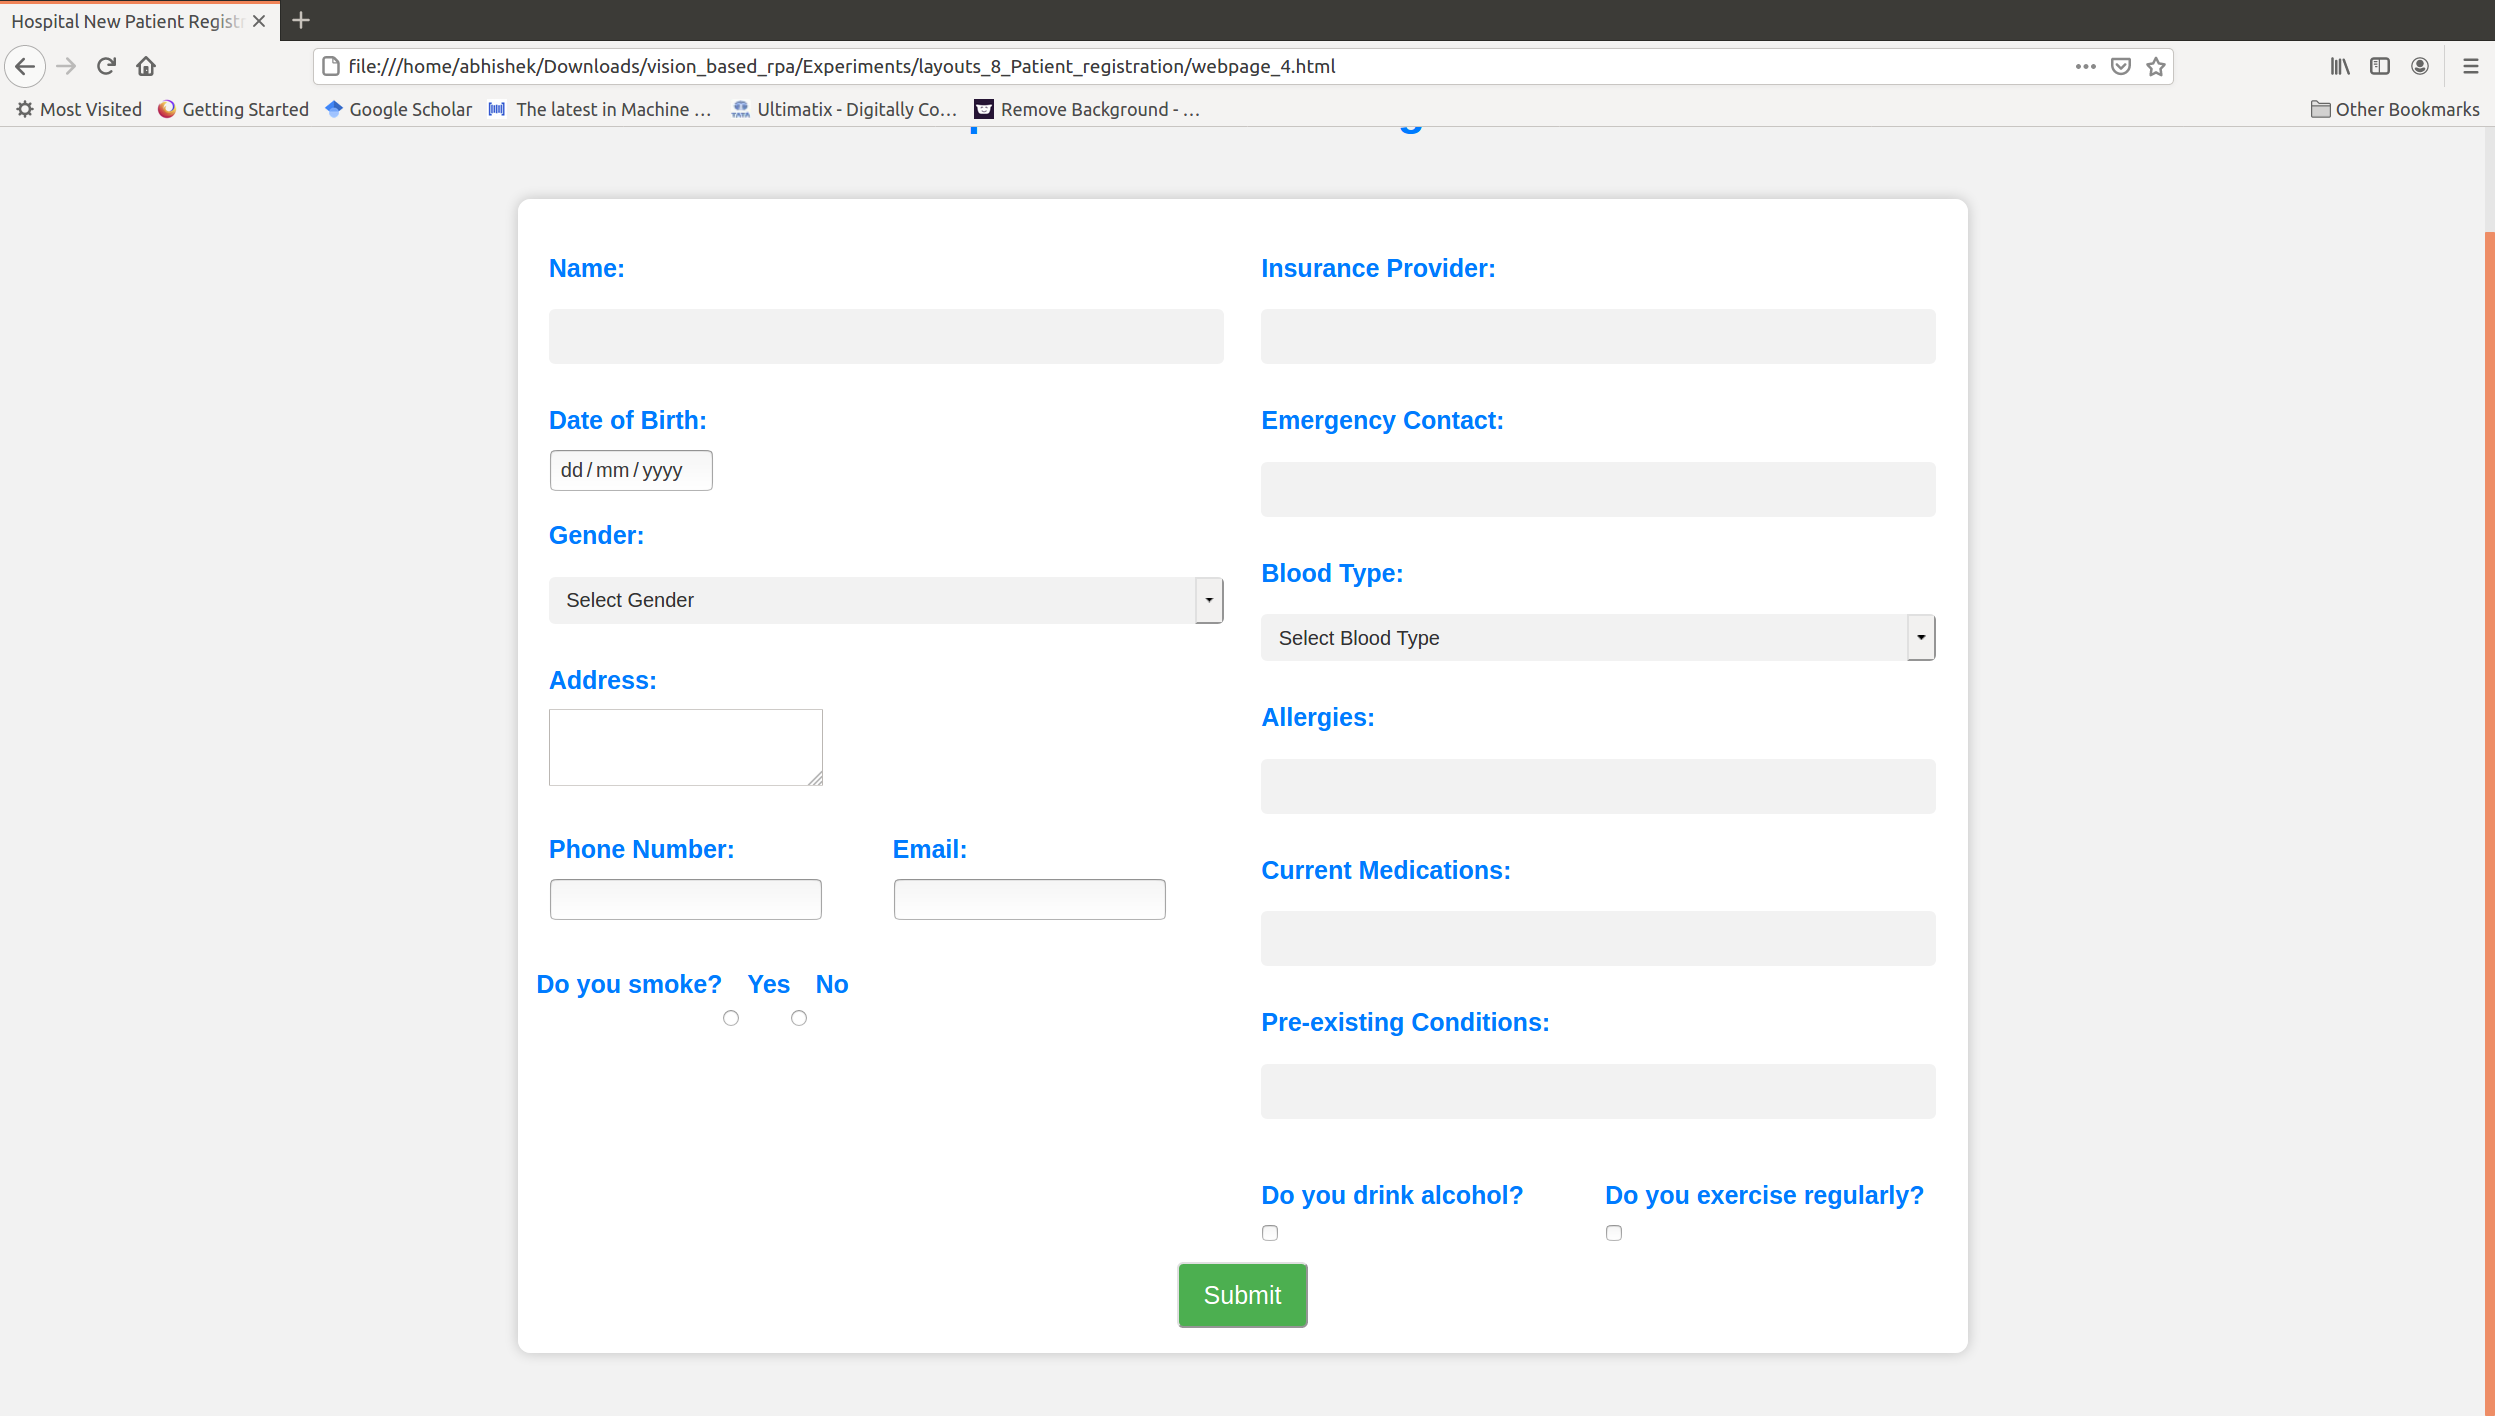 Hospital New Patient Regist
file:///home/abhishek/Downloads/vision_based_rpa/Experiments/layouts_8_Patient_registration/webpage_4.html
Most Visited Getting Started Google Scholar The latest in Machine … Ultimatix - Digitally Co… Remove Background - … Other Bookmarks
Name:
Date of Birth:
dd / mm / yyyy
Gender:
Select Gender
Address:
Phone Number: Email:
Do you smoke? Yes No
Insurance Provider:
Emergency Contact:
Blood Type:
Select Blood Type
Allergies:
Current Medications:
Pre-existing Conditions:
Do you drink alcohol? Do you exercise regularly?
Submit